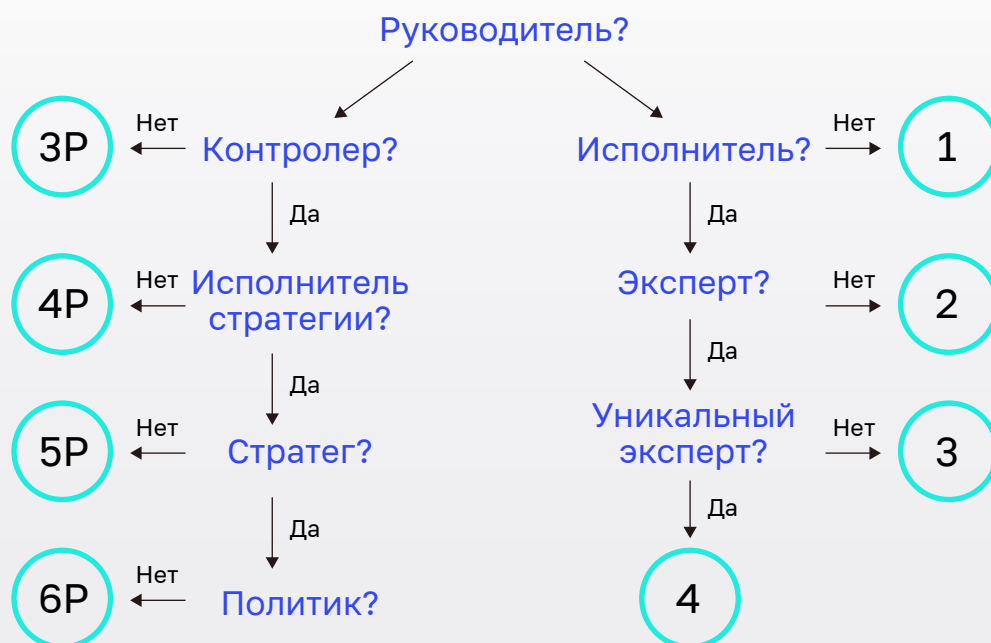 Руководитель?
3Р
Нет
Контролер?
Исполнитель?
Нет
1
Да
Да
4Р
Нет
Исполнитель
стратегии?
Эксперт?
Нет
2
Да
Да
5Р
Нет
Стратег?
Уникальный
эксперт?
Нет
3
Да
Да
6Р
Нет
Политик?
4